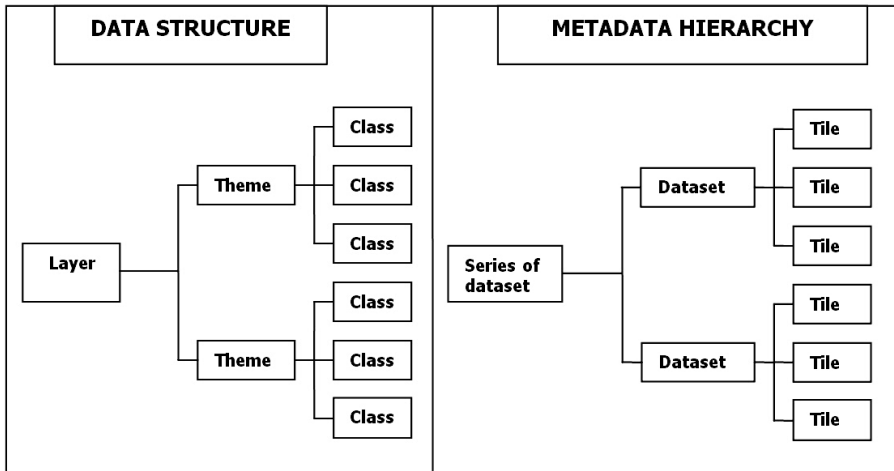 DATA STRUCTURE
Layer
Theme
Class
Class
Class
Theme
Class
Class
Class
METADATA HIERARCHY
Series of
dataset
Dataset
Tile
Tile
Tile
Dataset
Tile
Tile
Tile